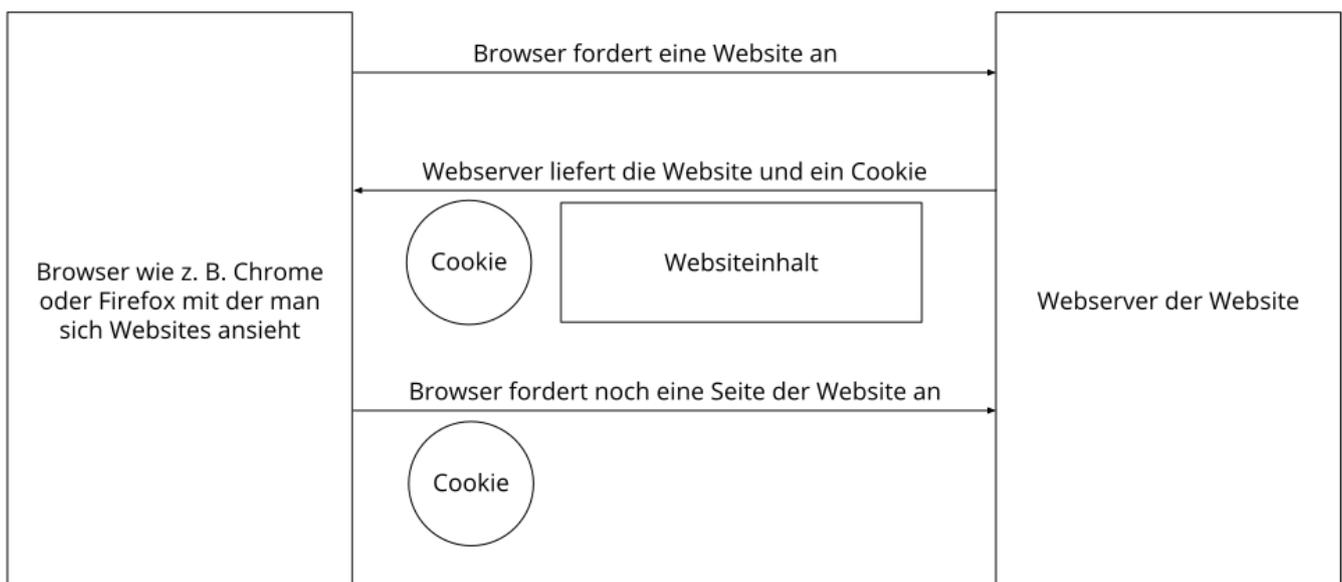 Browser fordert eine Website an
Webserver liefert die Website und ein Cookie
Cookie
Websiteinhalt
Browser wie z. B. Chrome
oder Firefox mit der man
sich Websites ansieht
Webserver der Website
Browser fordert noch eine Seite der Website an
Cookie